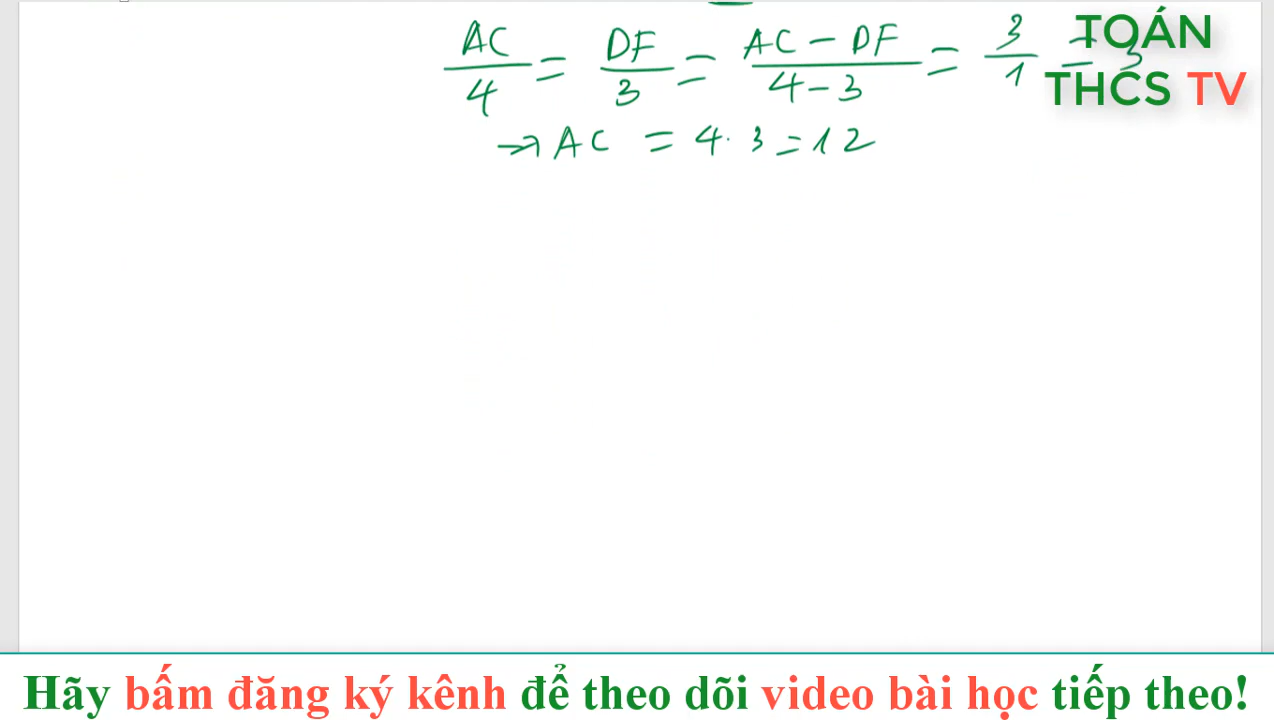 AC/4 = DF/3 = (AC - DF)/(4 - 3) = 3/1 = 3
→ AC = 4 . 3 = 12
TOÁN
THCS TV
Hãy bấm đăng ký kênh để theo dõi video bài học tiếp theo!